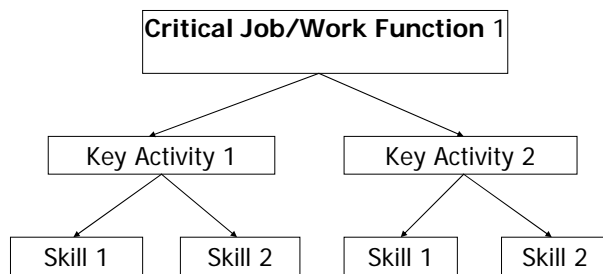 Critical Job/Work Function 1
Key Activity 1
Key Activity 2
Skill 1
Skill 2
Skill 1
Skill 2